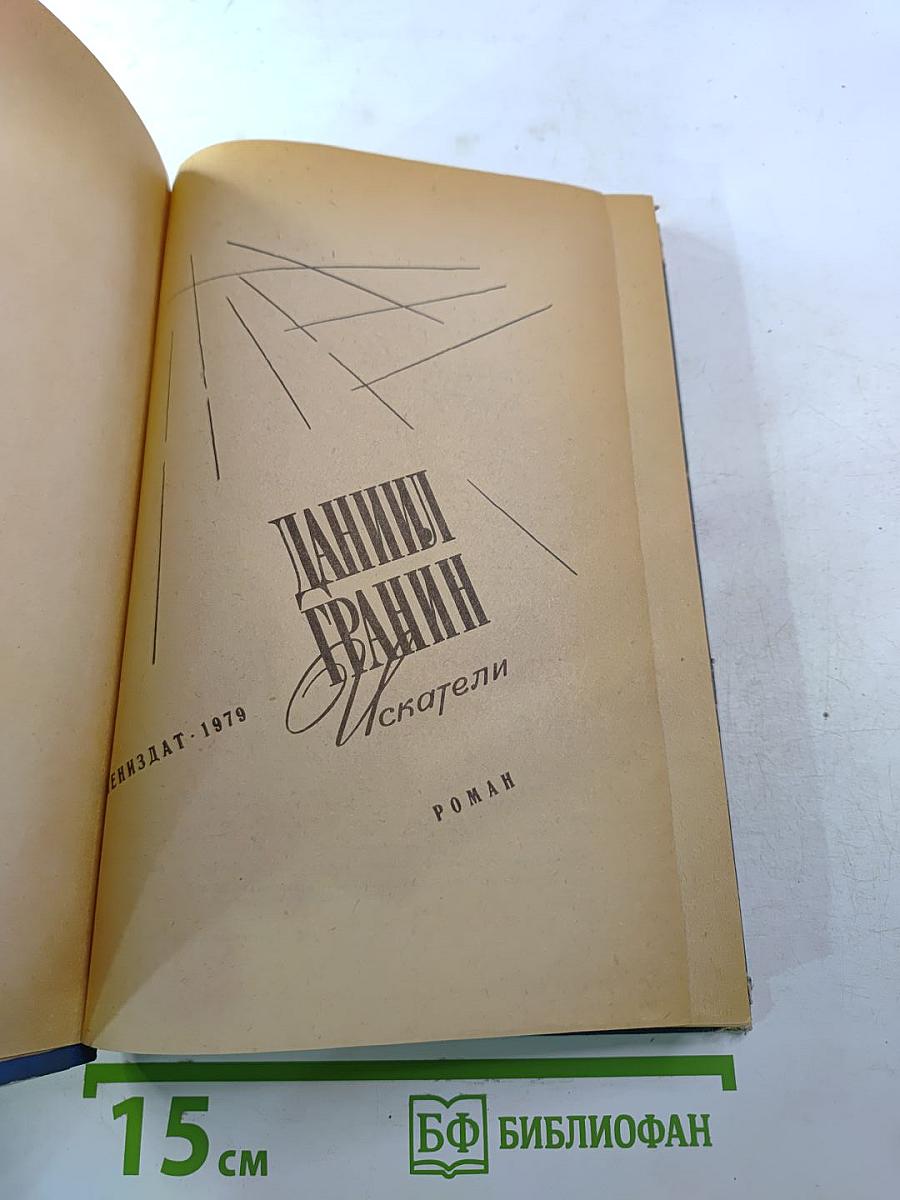 ДАНИИЛ
ГРАНИН
Искатели
ЕНИЗДАТ · 1979
РОМАН
15 см
БФ БИБЛИОФАН